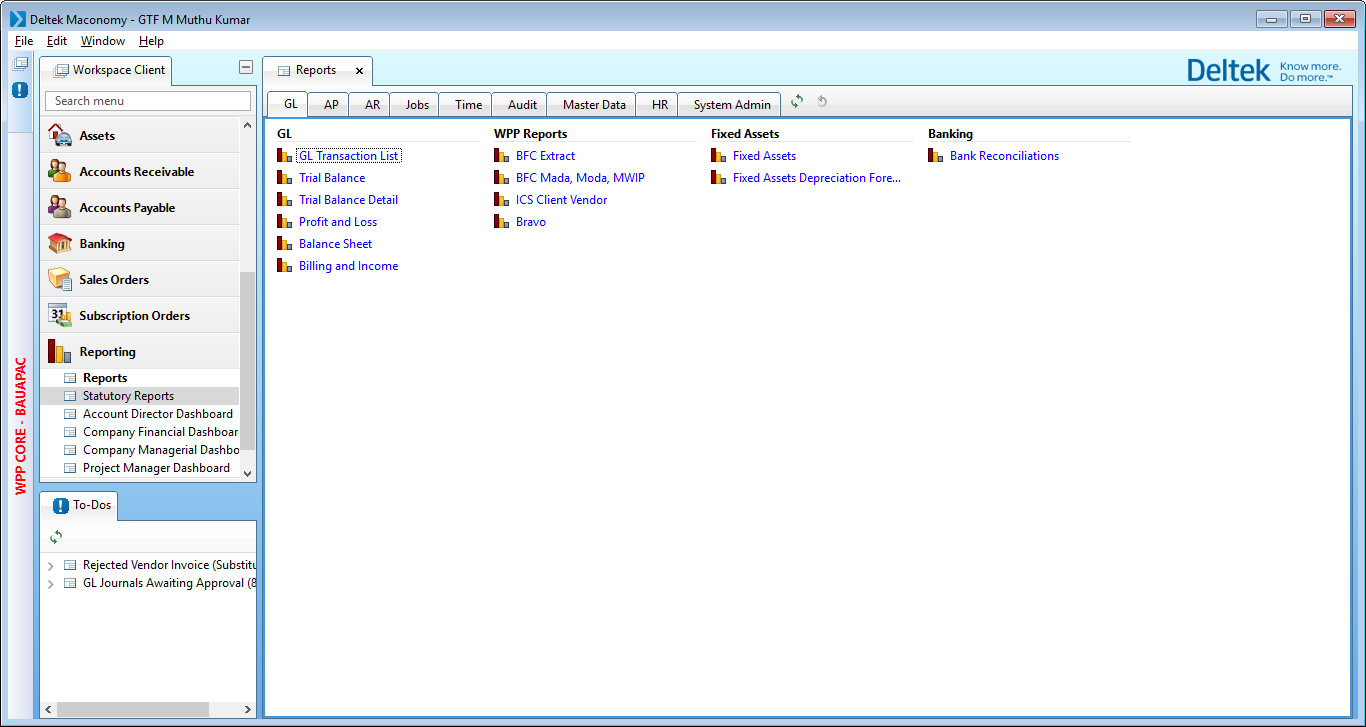 Deltek Maconomy - GTF M Muthu Kumar
File Edit Window Help
Workspace Client
Search menu
Assets
Accounts Receivable
Accounts Payable
Banking
Sales Orders
31
Subscription Orders
Reporting
Reports
Statutory Reports
Account Director Dashboard
Company Financial Dashboar
Company Managerial Dashbo
Project Manager Dashboard
WPP CORE - BAUAPAC
To-Dos
Rejected Vendor Invoice (Substitu
GL Journals Awaiting Approval (8
Reports
Deltek Know more.
Do more.™
GL AP AR Jobs Time Audit Master Data HR System Admin
GL
GL Transaction List
Trial Balance
Trial Balance Detail
Profit and Loss
Balance Sheet
Billing and Income
WPP Reports
BFC Extract
BFC Mada, Moda, MWIP
ICS Client Vendor
Bravo
Fixed Assets
Fixed Assets
Fixed Assets Depreciation Fore...
Banking
Bank Reconciliations